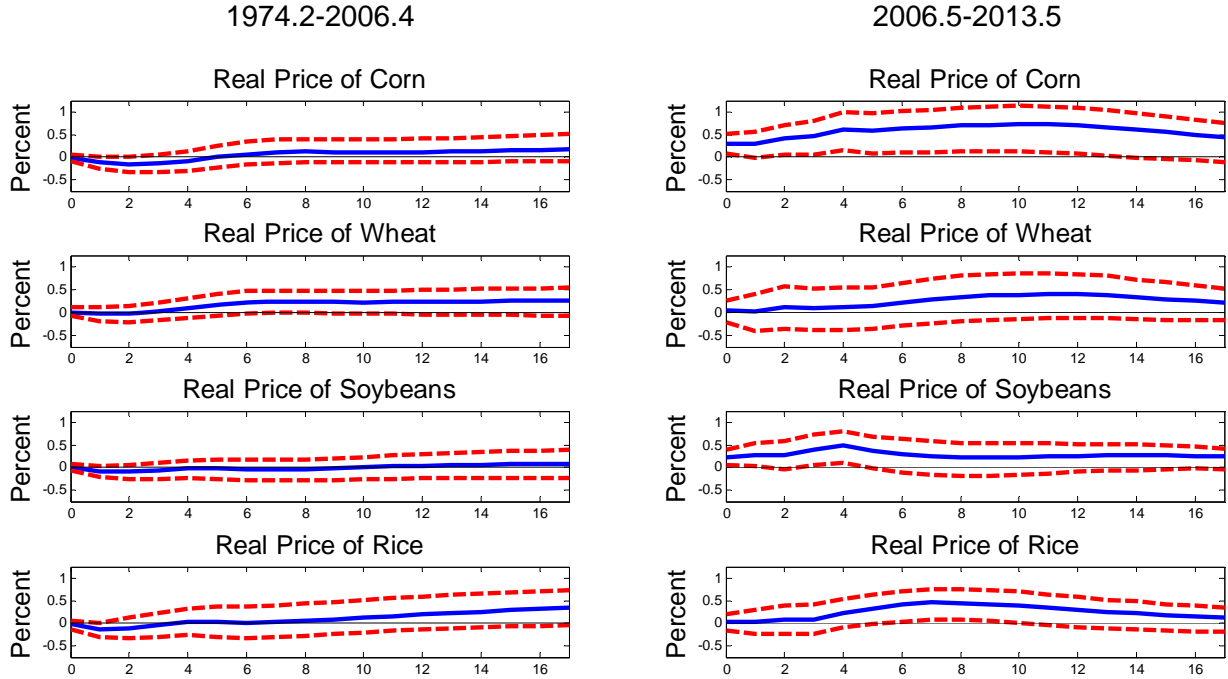 1974.2-2006.4
2006.5-2013.5
Real Price of Corn
Percent
1
0.5
0
-0.5
0 2 4 6 8 10 12 14 16
Real Price of Corn
Percent
1
0.5
0
-0.5
0 2 4 6 8 10 12 14 16
Real Price of Wheat
Percent
1
0.5
0
-0.5
0 2 4 6 8 10 12 14 16
Real Price of Wheat
Percent
1
0.5
0
-0.5
0 2 4 6 8 10 12 14 16
Real Price of Soybeans
Percent
1
0.5
0
-0.5
0 2 4 6 8 10 12 14 16
Real Price of Soybeans
Percent
1
0.5
0
-0.5
0 2 4 6 8 10 12 14 16
Real Price of Rice
Percent
1
0.5
0
-0.5
0 2 4 6 8 10 12 14 16
Real Price of Rice
Percent
1
0.5
0
-0.5
0 2 4 6 8 10 12 14 16